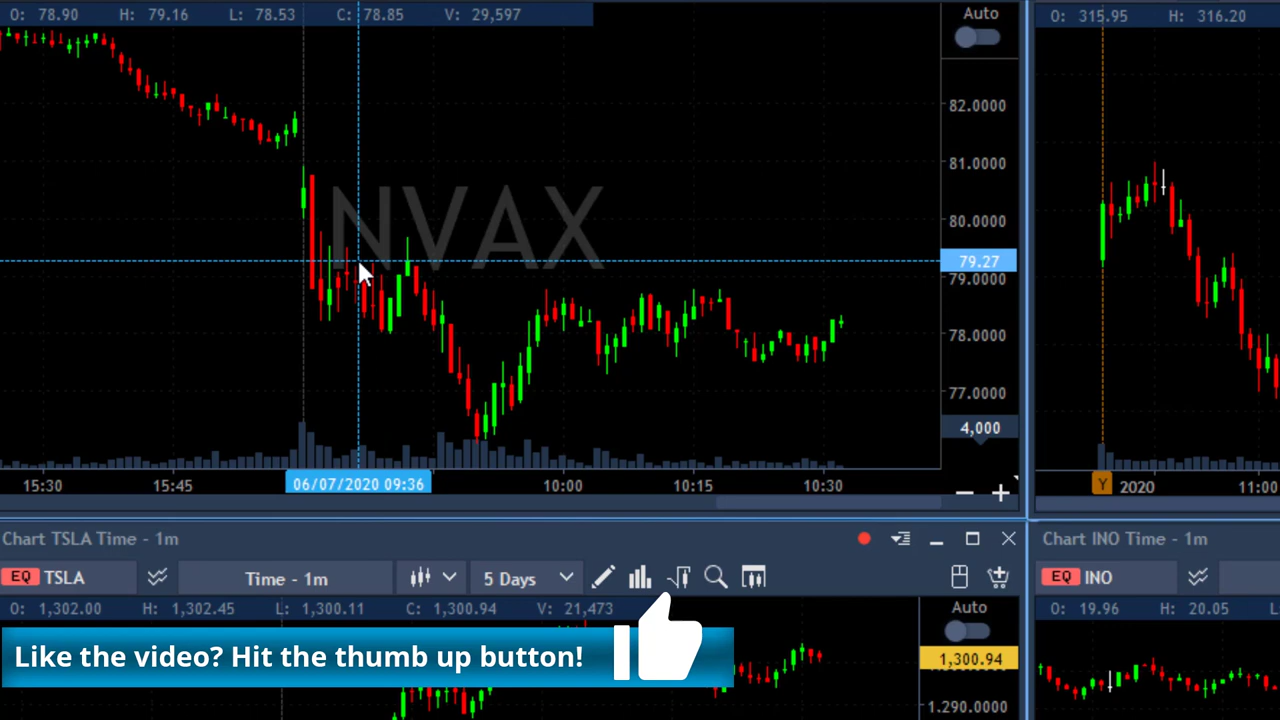 O: 78.90 H: 79.16 L: 78.53 C: 78.85 V: 29,597
Auto
82.0000
81.0000
80.0000
79.27
79.0000
78.0000
77.0000
4,000
NVAX
15:30 15:45 06/07/2020 09:36 10:00 10:15 10:30
O: 315.95 H: 316.20
Y 2020 11:00
Chart TSLA Time - 1m
EQ TSLA Time - 1m 5 Days
O: 1,302.00 H: 1,302.45 L: 1,300.11 C: 1,300.94 V: 21,473
Auto
1,300.94
1.290.0000
Like the video? Hit the thumb up button!
Chart INO Time - 1m
EQ INO
O: 19.96 H: 20.05